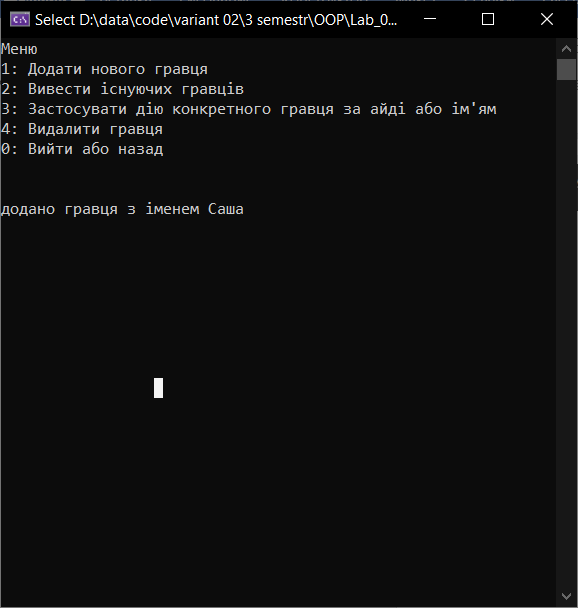 Select D:\data\code\variant 02\3 semestr\OOP\Lab_0...
Меню
1: Додати нового гравця
2: Вивести існуючих гравців
3: Застосувати дію конкретного гравця за айді або ім'ям
4: Видалити гравця
0: Вийти або назад
додано гравця з іменем Саша